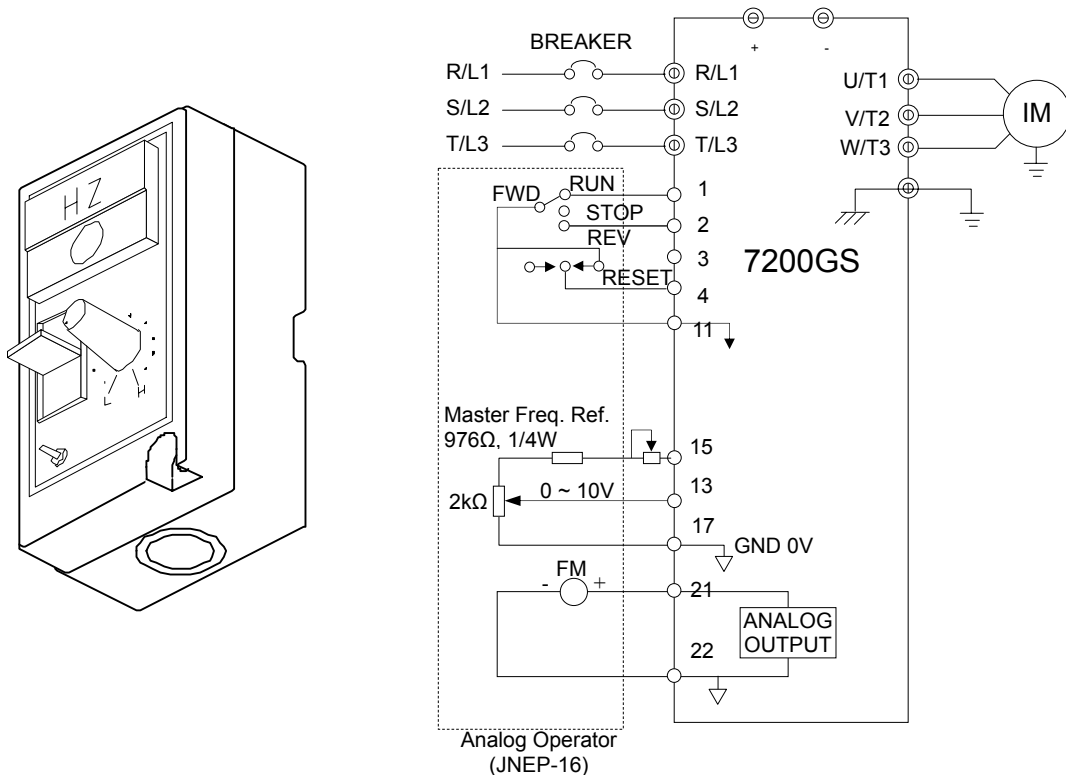 HZ
L H
BREAKER
+ -
R/L1 R/L1 U/T1
S/L2 S/L2 V/T2 IM
T/L3 T/L3 W/T3
FWD RUN 1
STOP 2
REV 3
7200GS
RESET 4
11
Master Freq. Ref.
976Ω, 1/4W 15
2kΩ 0 ~ 10V 13
17 GND 0V
- FM + 21
ANALOG
OUTPUT
22
Analog Operator
(JNEP-16)